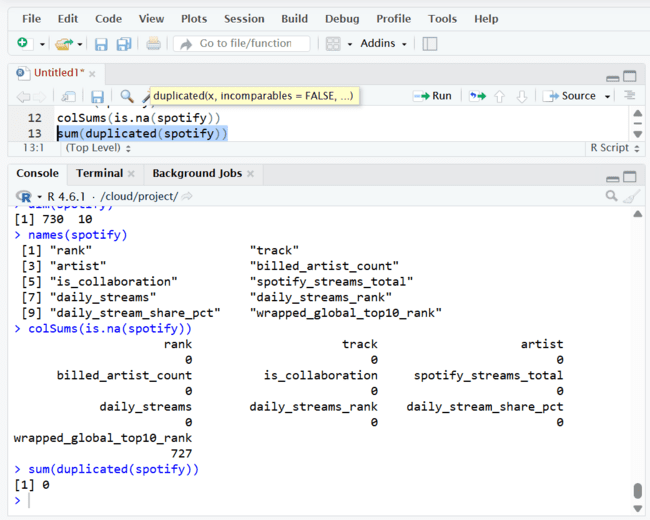 File Edit Code View Plots Session Build Debug Profile Tools Help
Go to file/function Addins
Untitled1*
duplicated(x, incomparables = FALSE, ...)
Run Source
12 colSums(is.na(spotify))
13 sum(duplicated(spotify))
13:1 (Top Level) R Script
Console Terminal Background Jobs
R 4.6.1 · /cloud/project/
> dim(spotify)
[1] 730 10
> names(spotify)
[1] "rank" "track"
[3] "artist" "billed_artist_count"
[5] "is_collaboration" "spotify_streams_total"
[7] "daily_streams" "daily_streams_rank"
[9] "daily_stream_share_pct" "wrapped_global_top10_rank"
> colSums(is.na(spotify))
rank track artist
0 0 0
billed_artist_count is_collaboration spotify_streams_total
0 0 0
daily_streams daily_streams_rank daily_stream_share_pct
0 0 0
wrapped_global_top10_rank
727
> sum(duplicated(spotify))
[1] 0
>